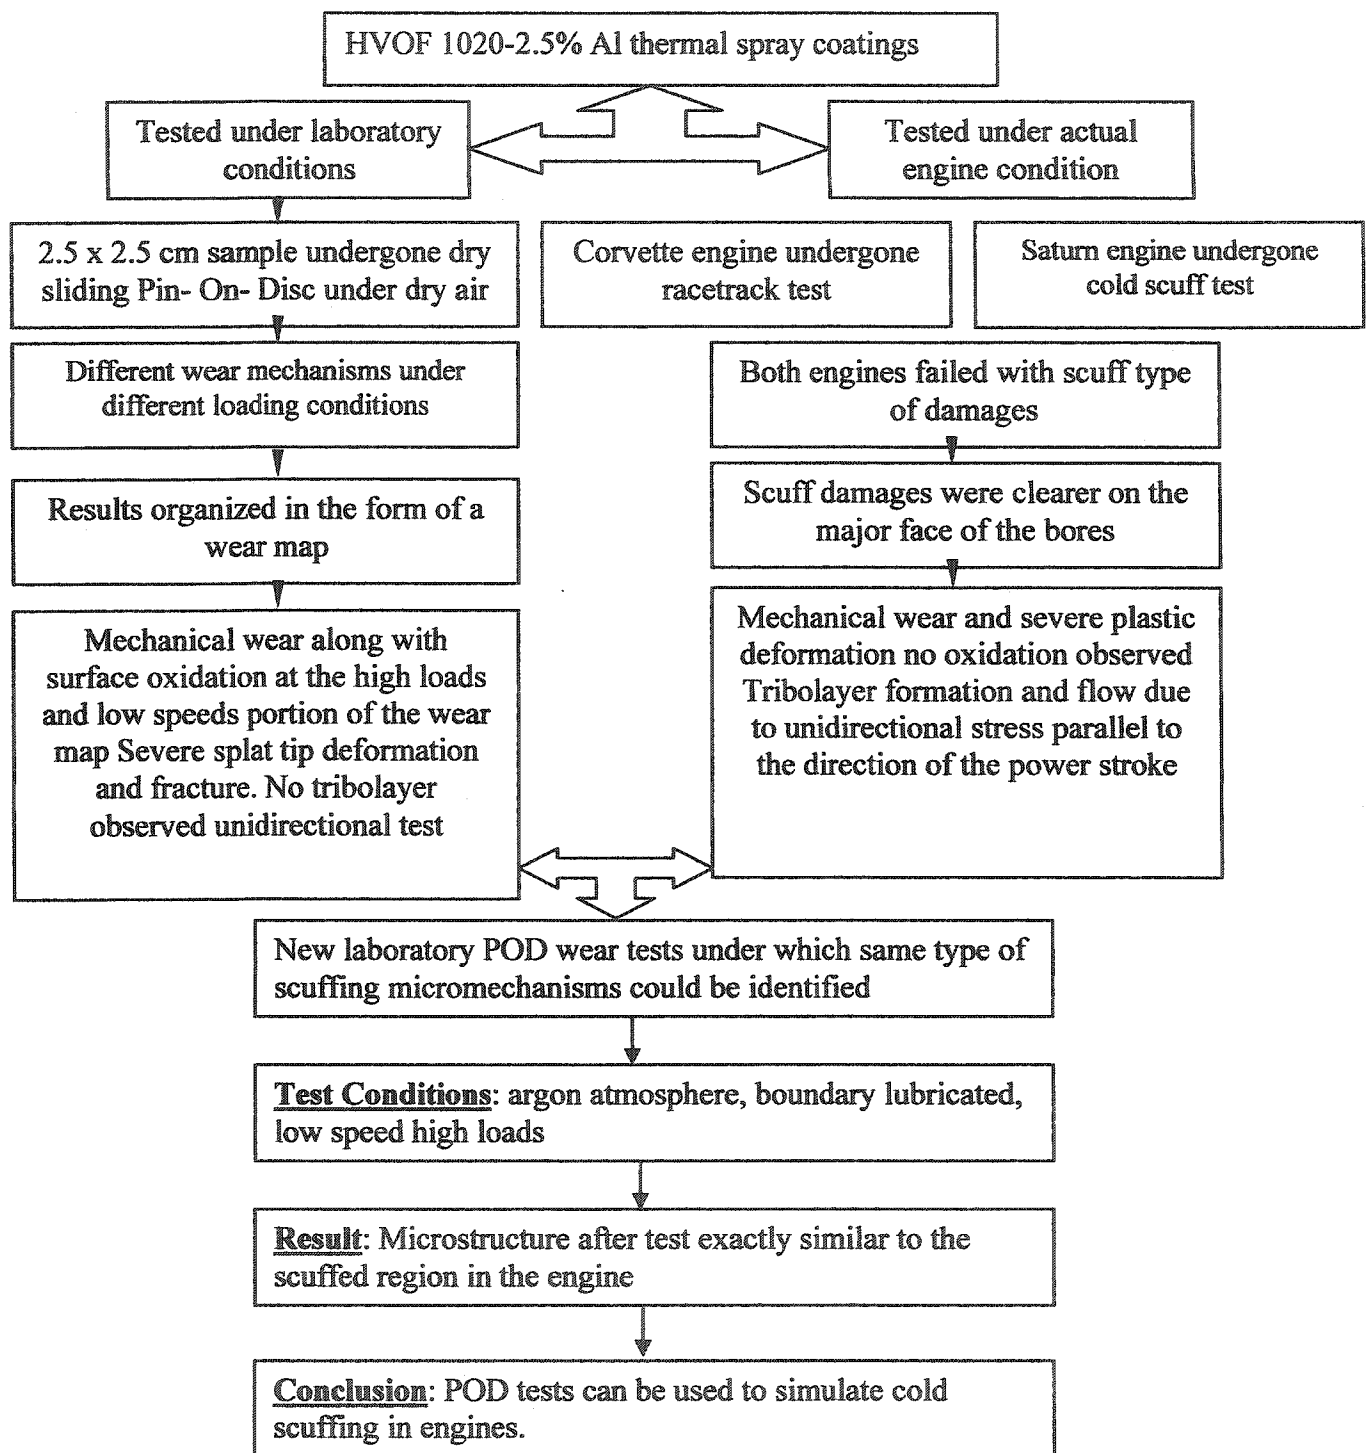 HVOF 1020-2.5% Al thermal spray coatings
Tested under laboratory
conditions
Tested under actual
engine condition
2.5 x 2.5 cm sample undergone dry
sliding Pin- On- Disc under dry air
Corvette engine undergone
racetrack test
Saturn engine undergone
cold scuff test
Different wear mechanisms under
different loading conditions
Both engines failed with scuff type
of damages
Results organized in the form of a
wear map
Scuff damages were clearer on the
major face of the bores
Mechanical wear along with
surface oxidation at the high loads
and low speeds portion of the wear
map Severe splat tip deformation
and fracture. No tribolayer
observed unidirectional test
Mechanical wear and severe plastic
deformation no oxidation observed
Tribolayer formation and flow due
to unidirectional stress parallel to
the direction of the power stroke
New laboratory POD wear tests under which same type of
scuffing micromechanisms could be identified
Test Conditions: argon atmosphere, boundary lubricated,
low speed high loads
Result: Microstructure after test exactly similar to the
scuffed region in the engine
Conclusion: POD tests can be used to simulate cold
scuffing in engines.